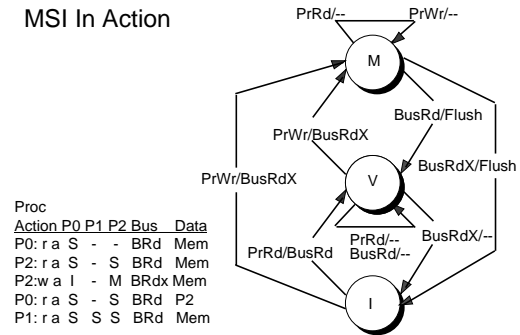 MSI In Action
PrRd/-- PrWr/--
M
BusRd/Flush
PrWr/BusRdX
BusRdX/Flush
PrWr/BusRdX
V
PrRd/--
BusRd/--
BusRdX/--
PrRd/BusRd
I
Proc
Action P0 P1 P2 Bus Data
P0: r a S - - BRd Mem
P2: r a S - S BRd Mem
P2:w a I - M BRdx Mem
P0: r a S - S BRd P2
P1: r a S S S BRd Mem